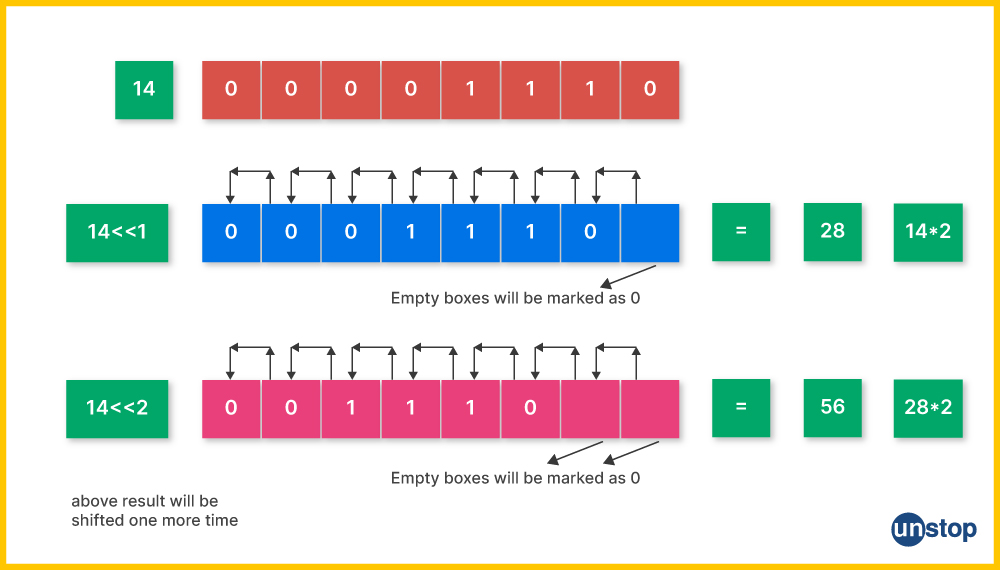 14 0 0 0 0 1 1 1 0
14<<1 0 0 0 1 1 1 0 = 28 14*2
Empty boxes will be marked as 0
14<<2 0 0 1 1 1 0 = 56 28*2
Empty boxes will be marked as 0
above result will be
shifted one more time
unstop